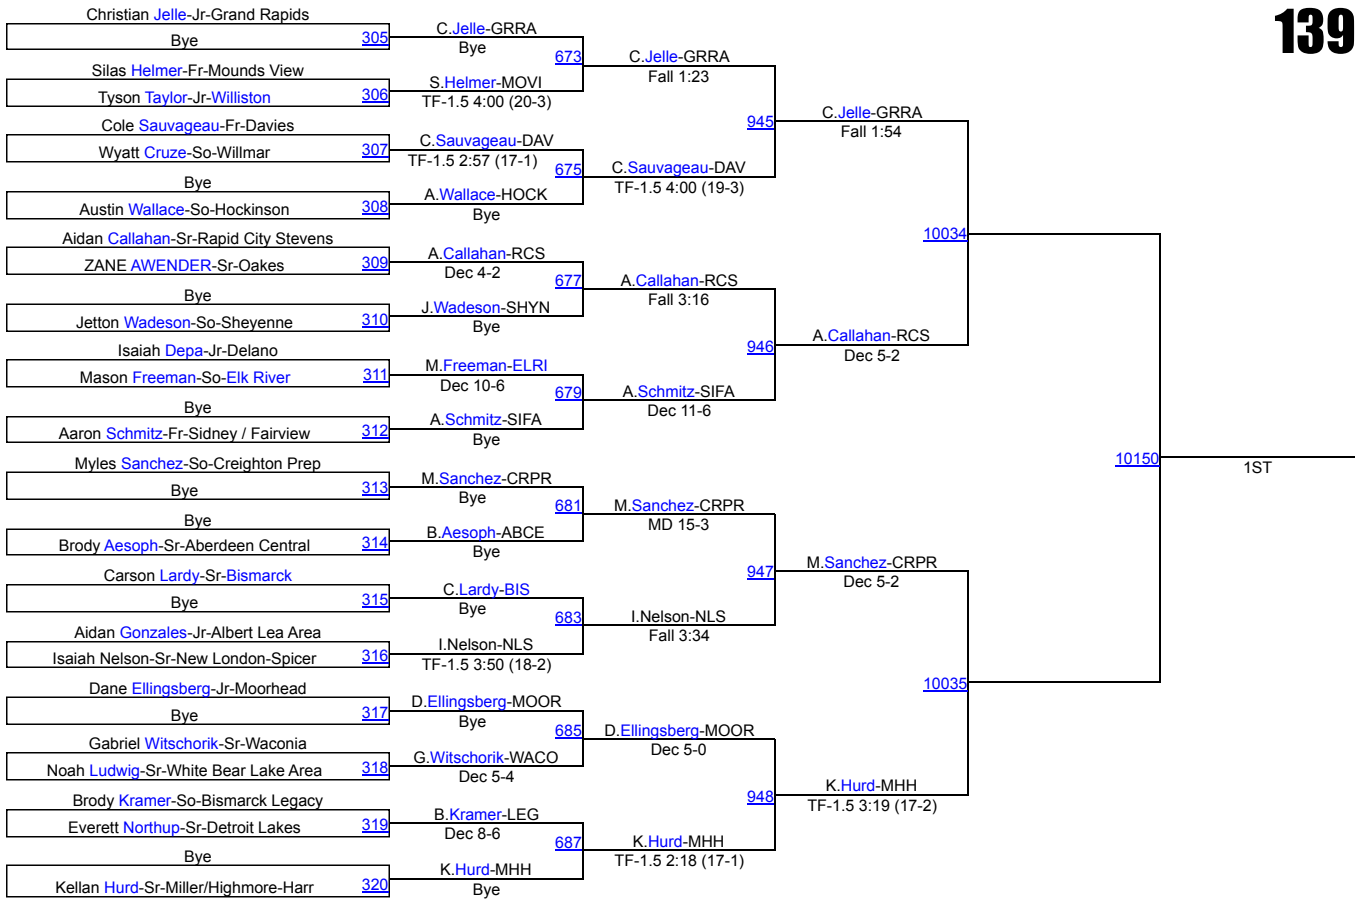 139
Christian Jelle-Jr-Grand Rapids
Bye
305
Silas Helmer-Fr-Mounds View
Tyson Taylor-Jr-Williston
306
Cole Sauvageau-Fr-Davies
Wyatt Cruze-So-Willmar
307
Bye
Austin Wallace-So-Hockinson
308
Aidan Callahan-Sr-Rapid City Stevens
ZANE AWENDER-Sr-Oakes
309
Bye
Jetton Wadeson-So-Sheyenne
310
Isaiah Depa-Jr-Delano
Mason Freeman-So-Elk River
311
Bye
Aaron Schmitz-Fr-Sidney / Fairview
312
Myles Sanchez-So-Creighton Prep
Bye
313
Bye
Brody Aesoph-Sr-Aberdeen Central
314
Carson Lardy-Sr-Bismarck
Bye
315
Aidan Gonzales-Jr-Albert Lea Area
Isaiah Nelson-Sr-New London-Spicer
316
Dane Ellingsberg-Jr-Moorhead
Bye
317
Gabriel Witschorik-Sr-Waconia
Noah Ludwig-Sr-White Bear Lake Area
318
Brody Kramer-So-Bismarck Legacy
Everett Northup-Sr-Detroit Lakes
319
Bye
Kellan Hurd-Sr-Miller/Highmore-Harr
320
C.Jelle-GRRA
Bye
673
S.Helmer-MOVI
TF-1.5 4:00 (20-3)
C.Sauvageau-DAV
TF-1.5 2:57 (17-1)
675
A.Wallace-HOCK
Bye
A.Callahan-RCS
Dec 4-2
677
J.Wadeson-SHYN
Bye
M.Freeman-ELRI
Dec 10-6
679
A.Schmitz-SIFA
Bye
M.Sanchez-CRPR
Bye
681
B.Aesoph-ABCE
Bye
C.Lardy-BIS
Bye
683
I.Nelson-NLS
TF-1.5 3:50 (18-2)
D.Ellingsberg-MOOR
Bye
685
G.Witschorik-WACO
Dec 5-4
B.Kramer-LEG
Dec 8-6
687
K.Hurd-MHH
Bye
C.Jelle-GRRA
Fall 1:23
945
C.Sauvageau-DAV
TF-1.5 4:00 (19-3)
A.Callahan-RCS
Fall 3:16
946
A.Schmitz-SIFA
Dec 11-6
M.Sanchez-CRPR
MD 15-3
947
I.Nelson-NLS
Fall 3:34
D.Ellingsberg-MOOR
Dec 5-0
948
K.Hurd-MHH
TF-1.5 2:18 (17-1)
C.Jelle-GRRA
Fall 1:54
10034
A.Callahan-RCS
Dec 5-2
M.Sanchez-CRPR
Dec 5-2
10035
K.Hurd-MHH
TF-1.5 3:19 (17-2)
10150
1ST